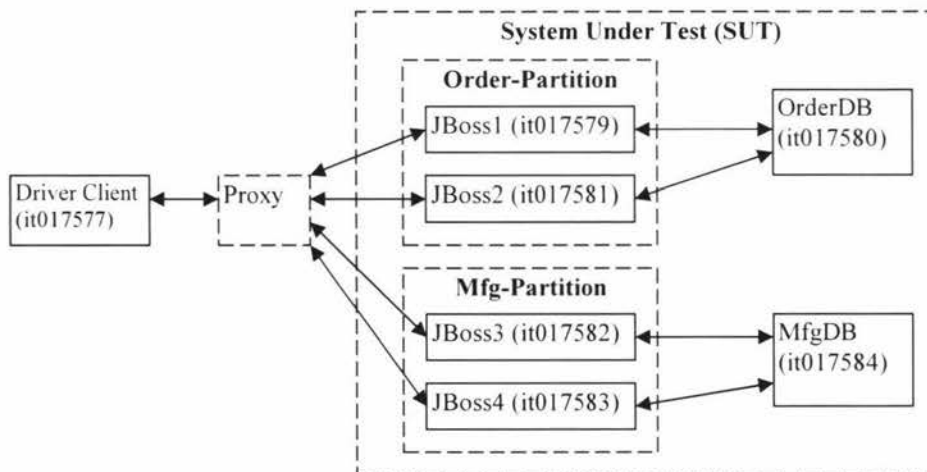 System Under Test (SUT)
Order-Partition
JBoss1 (it017579)
JBoss2 (it017581)
OrderDB
(it017580)
Driver Client
(it017577)
Proxy
Mfg-Partition
JBoss3 (it017582)
JBoss4 (it017583)
MfgDB
(it017584)